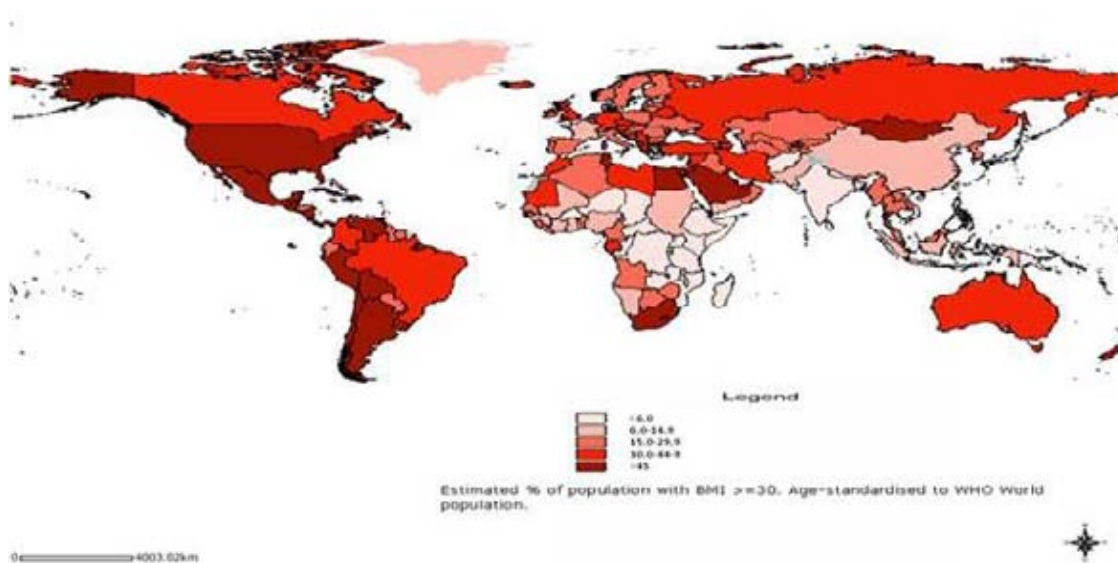 Legend
<6.0
6.0-14.9
15.0-29.9
30.0-44.9
>45
Estimated % of population with BMI >=30. Age-standardised to WHO World
population.
0 4003.02km